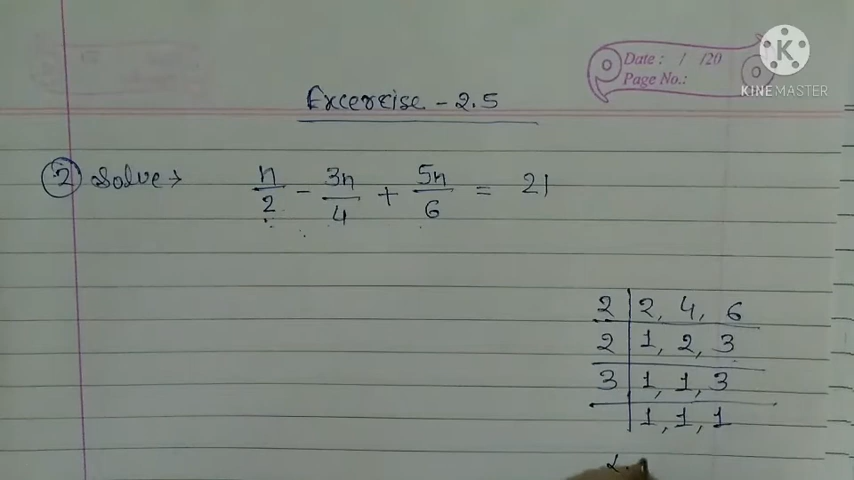 KINEMASTER
Date : / /20
Page No.:
Excercise - 2.5
2 Solve → n/2 - 3n/4 + 5n/6 = 21
2 | 2, 4, 6
2 | 1, 2, 3
3 | 1, 1, 3
| 1, 1, 1